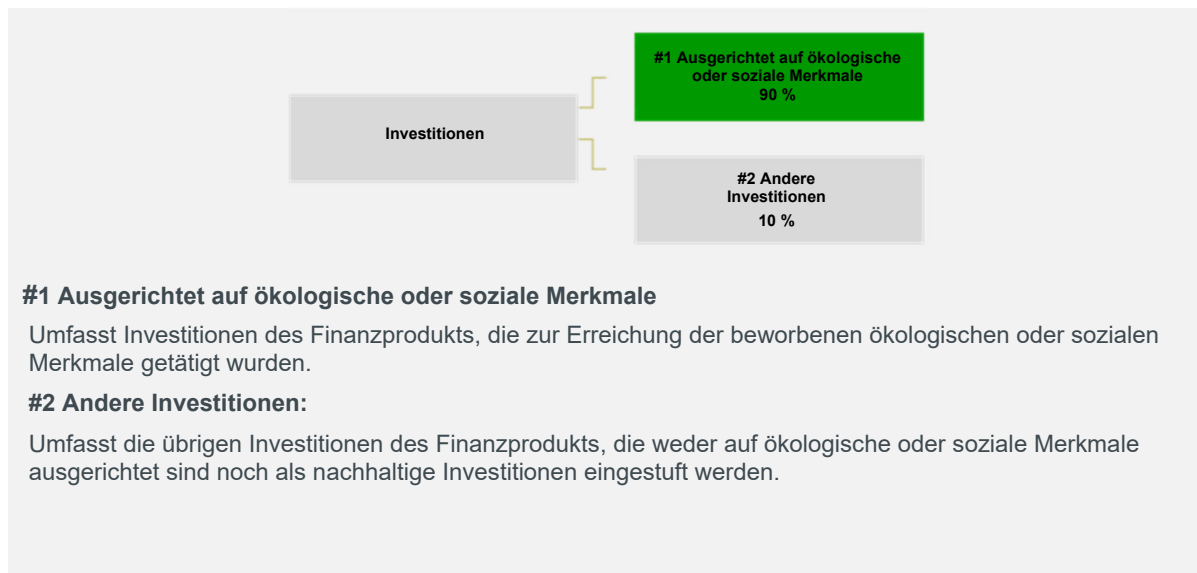 #1 Ausgerichtet auf ökologische
oder soziale Merkmale
90 %
Investitionen
#2 Andere
Investitionen
10 %
#1 Ausgerichtet auf ökologische oder soziale Merkmale
Umfasst Investitionen des Finanzprodukts, die zur Erreichung der beworbenen ökologischen oder sozialen
Merkmale getätigt wurden.
#2 Andere Investitionen:
Umfasst die übrigen Investitionen des Finanzprodukts, die weder auf ökologische oder soziale Merkmale
ausgerichtet sind noch als nachhaltige Investitionen eingestuft werden.